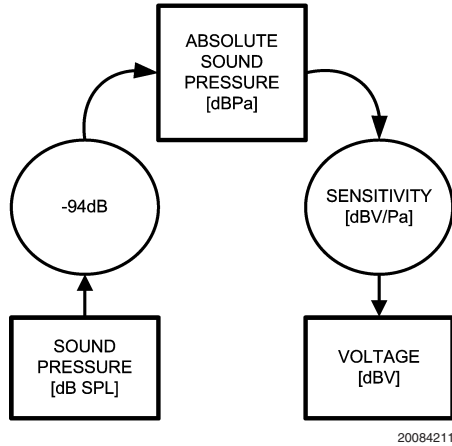 ABSOLUTE
SOUND
PRESSURE
[dBPa]
-94dB
SENSITIVITY
[dBV/Pa]
SOUND
PRESSURE
[dB SPL]
VOLTAGE
[dBV]
20084211